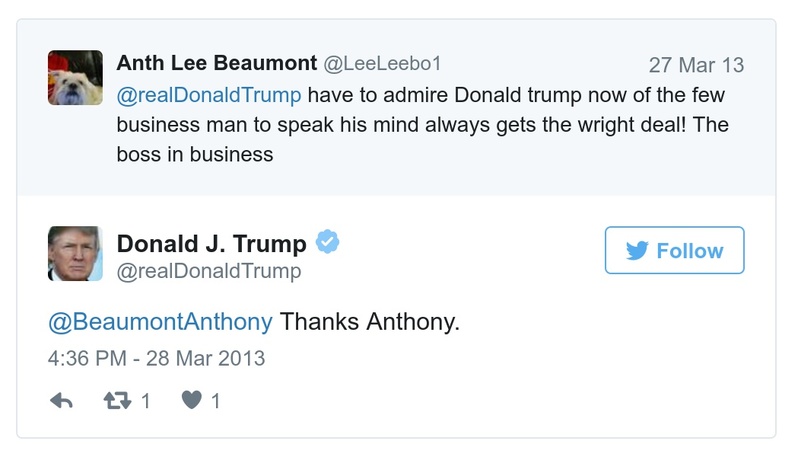 Anth Lee Beaumont @LeeLeebo1 27 Mar 13
@realDonaldTrump have to admire Donald trump now of the few
business man to speak his mind always gets the wright deal! The
boss in business
Donald J. Trump
@realDonaldTrump
Follow
@BeaumontAnthony Thanks Anthony.
4:36 PM - 28 Mar 2013
1 1